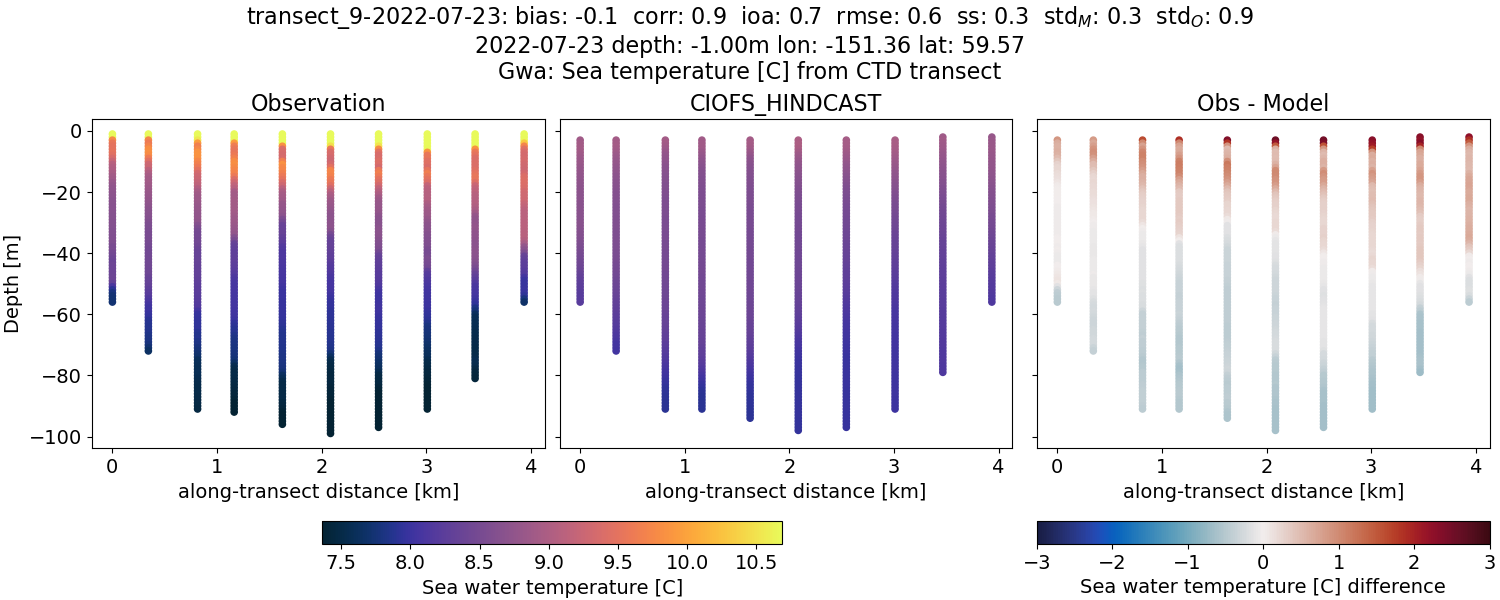 transect_9-2022-07-23: bias: -0.1 corr: 0.9 ioa: 0.7 rmse: 0.6 ss: 0.3 std_M: 0.3 std_O: 0.9
2022-07-23 depth: -1.00m lon: -151.36 lat: 59.57
Gwa: Sea temperature [C] from CTD transect
Observation CIOFS_HINDCAST Obs - Model
0
−20
−40
−60
−80
−100
Depth [m]
0 1 2 3 4 0 1 2 3 4 0 1 2 3 4
along-transect distance [km] along-transect distance [km] along-transect distance [km]
7.5 8.0 8.5 9.0 9.5 10.0 10.5 −3 −2 −1 0 1 2 3
Sea water temperature [C] Sea water temperature [C] difference